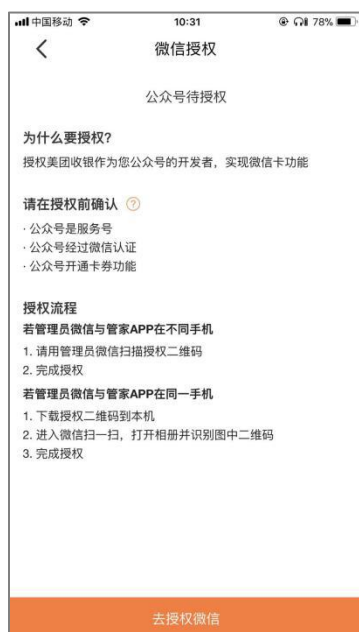 中国移动 10:31 78%
微信授权
公众号待授权
为什么要授权?
授权美团收银作为您公众号的开发者，实现微信卡功能
请在授权前确认 ?
· 公众号是服务号
· 公众号经过微信认证
· 公众号开通卡券功能
授权流程
若管理员微信与管家APP在不同手机
1. 请用管理员微信扫描授权二维码
2. 完成授权
若管理员微信与管家APP在同一手机
1. 下载授权二维码到本机
2. 进入微信扫一扫，打开相册并识别图中二维码
3. 完成授权
去授权微信